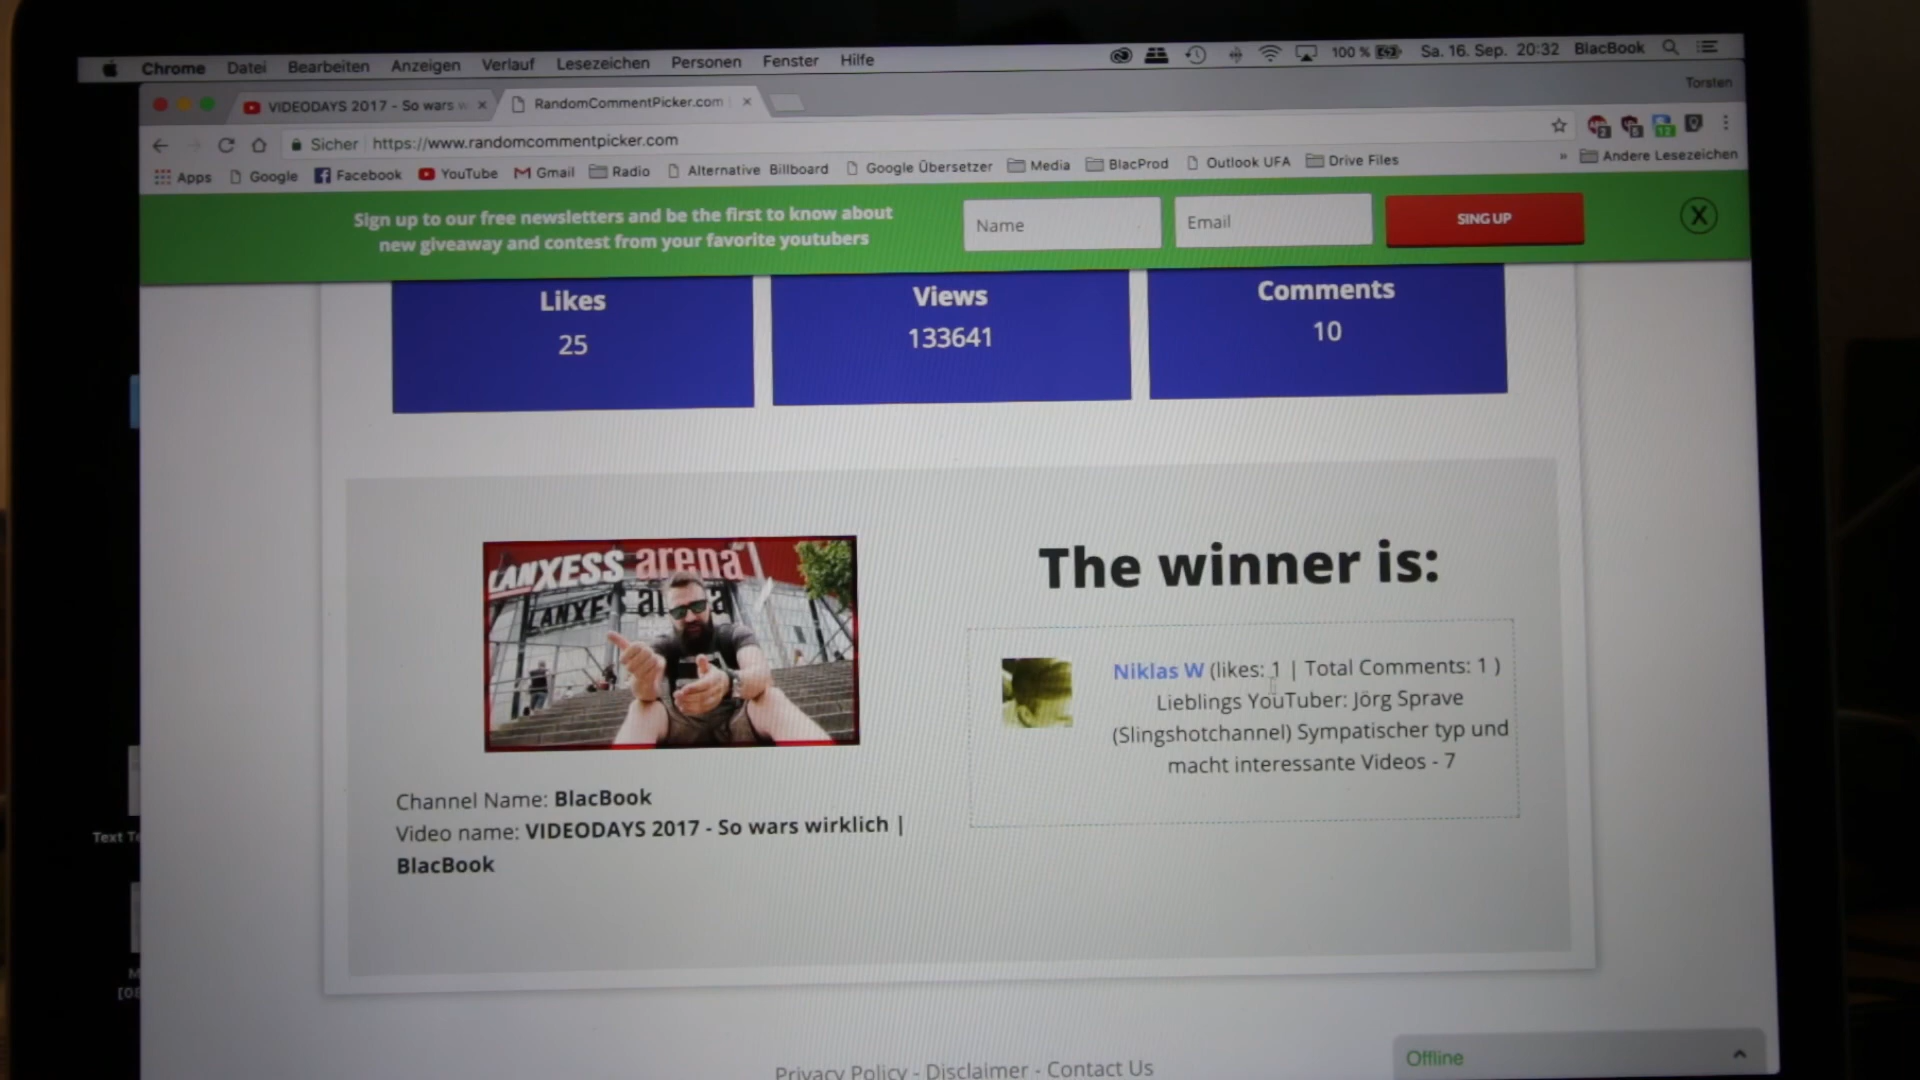 Chrome Datei Bearbeiten Anzeigen Verlauf Lesezeichen Personen Fenster Hilfe 100 % Sa. 16. Sep. 20:32 BlacBook
Torsten
VIDEODAYS 2017 - So wars w
RandomCommentPicker.com
Sicher https://www.randomcommentpicker.com
Apps Google Facebook YouTube Gmail Radio Alternative Billboard Google Übersetzer Media BlacProd Outlook UFA Drive Files » Andere Lesezeichen
Sign up to our free newsletters and be the first to know about
new giveaway and contest from your favorite youtubers
Name
Email
SING UP
X
Likes
25
Views
133641
Comments
10
LANXESS arena
LANXESS
The winner is:
Niklas W (likes: 1 | Total Comments: 1 )
Lieblings YouTuber: Jörg Sprave
(Slingshotchannel) Sympatischer typ und
macht interessante Videos - 7
Channel Name: BlacBook
Video name: VIDEODAYS 2017 - So wars wirklich |
BlacBook
Text
Privacy Policy - Disclaimer - Contact Us
Offline